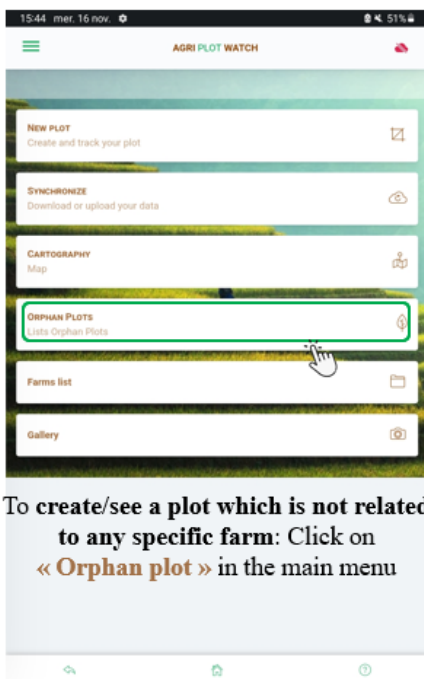 15:44 mer. 16 nov.
51%
AGRI PLOT WATCH
NEW PLOT
Create and track your plot
SYNCHRONIZE
Download or upload your data
CARTOGRAPHY
Map
ORPHAN PLOTS
Lists Orphan Plots
Farms list
Gallery
To create/see a plot which is not related
to any specific farm: Click on
« Orphan plot » in the main menu